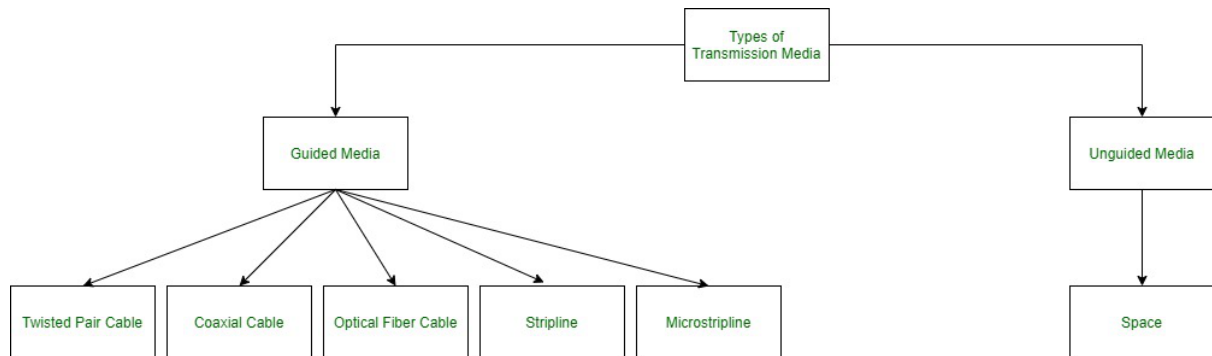 Types of
Transmission Media
Guided Media
Unguided Media
Twisted Pair Cable
Coaxial Cable
Optical Fiber Cable
Stripline
Microstripline
Space